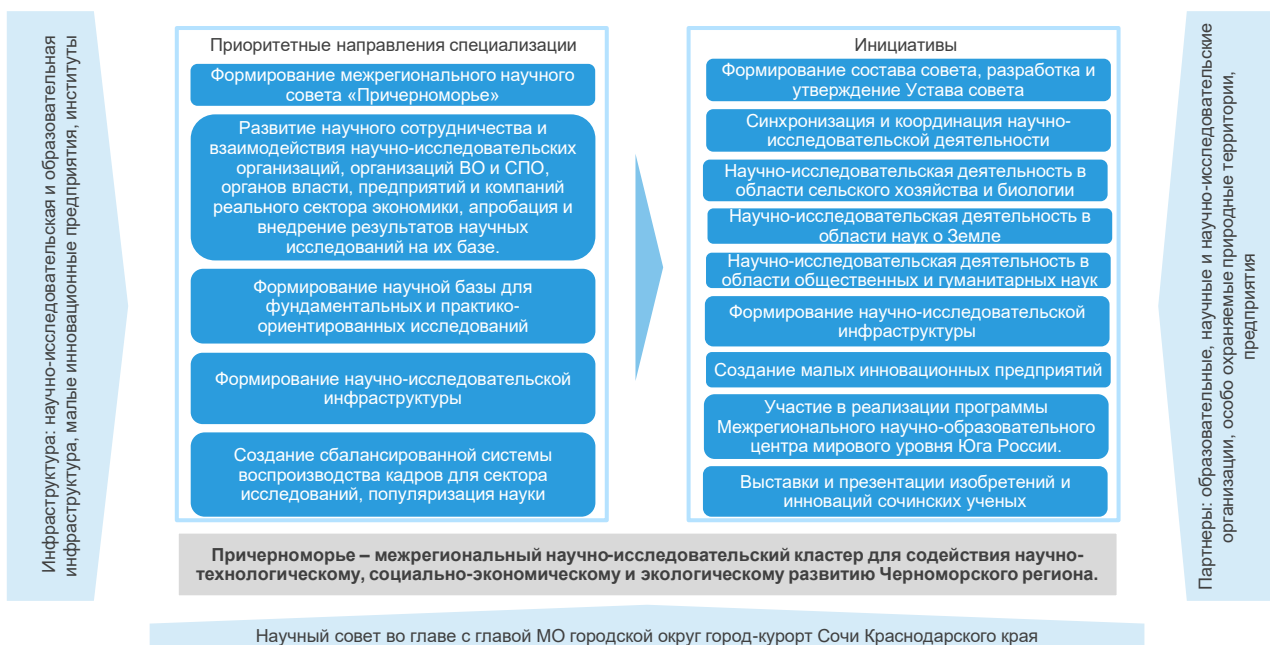 Инфраструктура: научно-исследовательская и образовательная
инфраструктура, малые инновационные предприятия, институты
Приоритетные направления специализации
Формирование межрегионального научного
совета «Причерноморье»
Развитие научного сотрудничества и
взаимодействия научно-исследовательских
организаций, организаций ВО и СПО,
органов власти, предприятий и компаний
реального сектора экономики, апробация и
внедрение результатов научных
исследований на их базе.
Формирование научной базы для
фундаментальных и практико-
ориентированных исследований
Формирование научно-исследовательской
инфраструктуры
Создание сбалансированной системы
воспроизводства кадров для сектора
исследований, популяризация науки
Инициативы
Формирование состава совета, разработка и
утверждение Устава совета
Синхронизация и координация научно-
исследовательской деятельности
Научно-исследовательская деятельность в
области сельского хозяйства и биологии
Научно-исследовательская деятельность в
области наук о Земле
Научно-исследовательская деятельность в
области общественных и гуманитарных наук
Формирование научно-исследовательской
инфраструктуры
Создание малых инновационных предприятий
Участие в реализации программы
Межрегионального научно-образовательного
центра мирового уровня Юга России.
Выставки и презентации изобретений и
инноваций сочинских ученых
Партнеры: образовательные, научные и научно-исследовательские
организации, особо охраняемые природные территории,
предприятия
Причерноморье – межрегиональный научно-исследовательский кластер для содействия научно-
технологическому, социально-экономическому и экологическому развитию Черноморского региона.
Научный совет во главе с главой МО городской округ город-курорт Сочи Краснодарского края